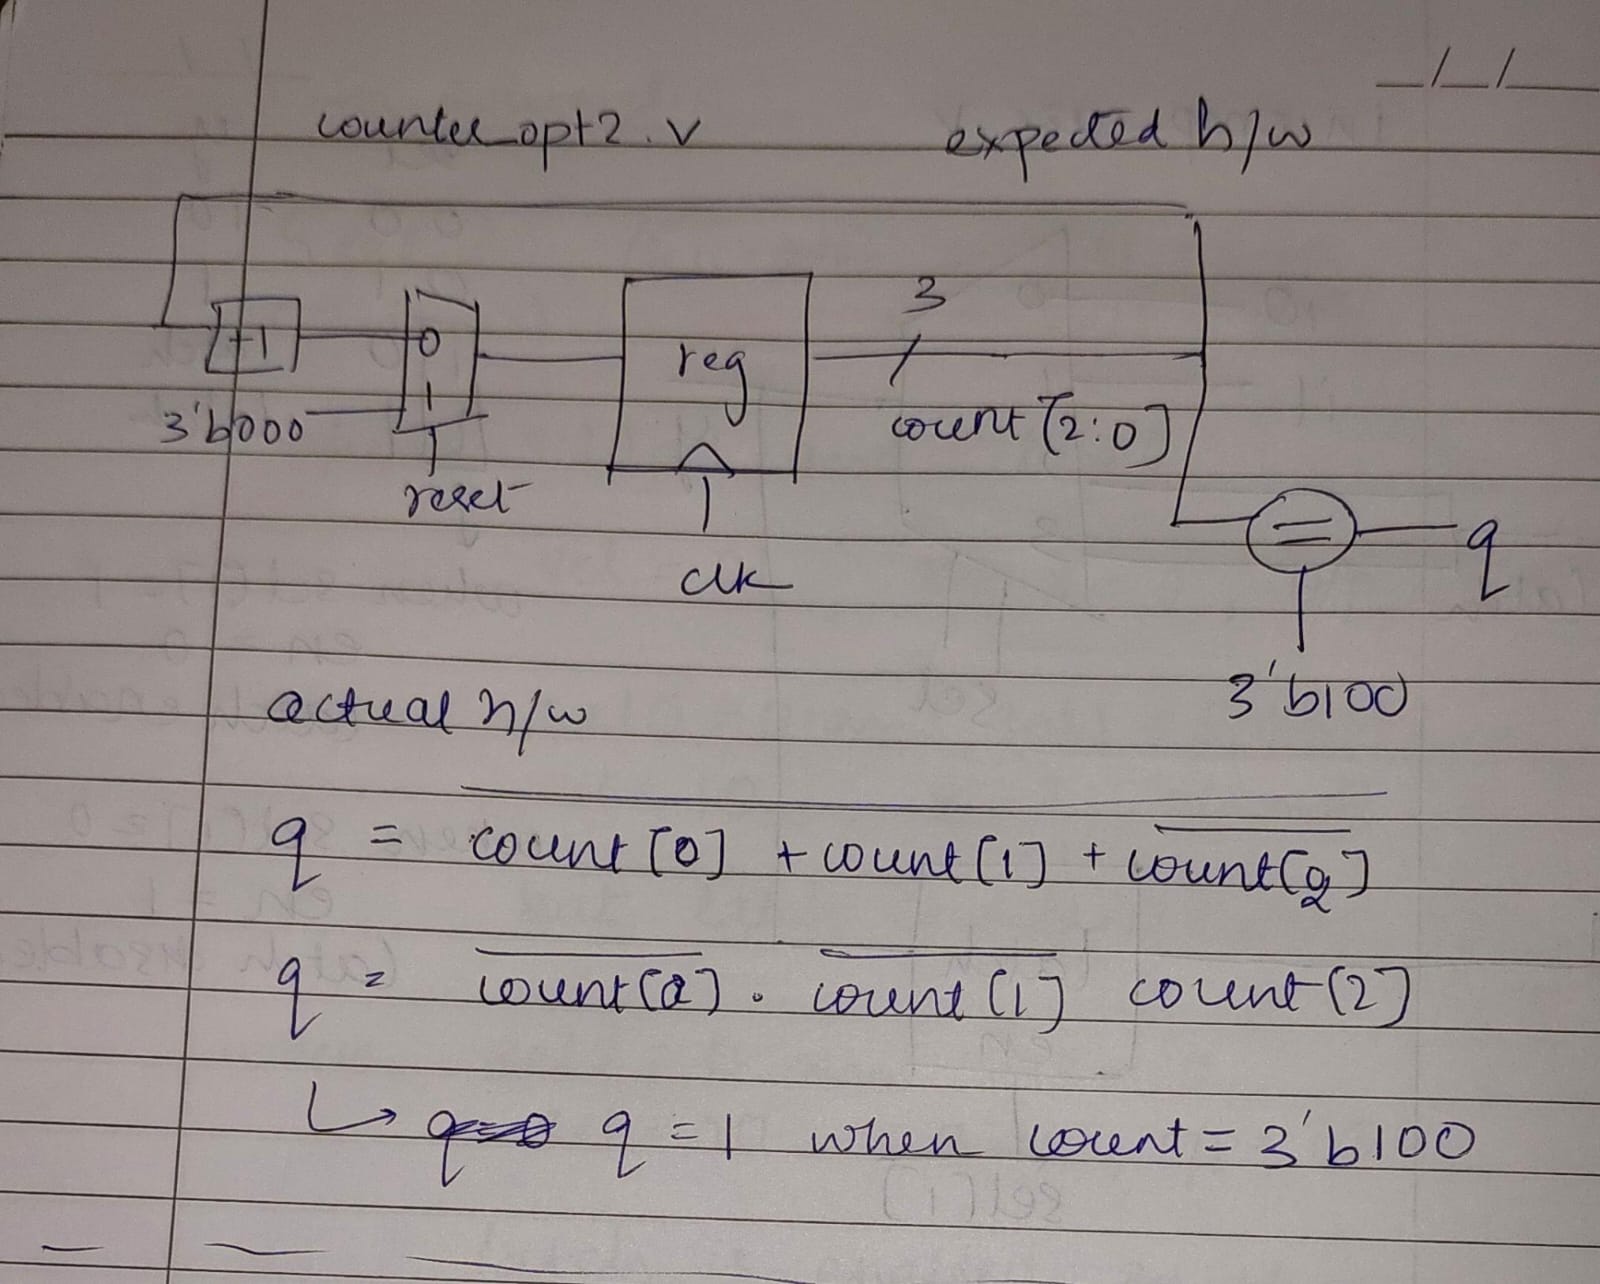 _/_/_
counter_opt2.v expected h/w
3
+1 0 reg
1
3'b000 count[2:0]
reset
= q
clk
3'b100
actual h/w
q = \overline{count[0] + count[1] + \overline{count[2]}}
q = \overline{count[0]} . \overline{count[1]} count[2]
↳ q=1 when count = 3'b100